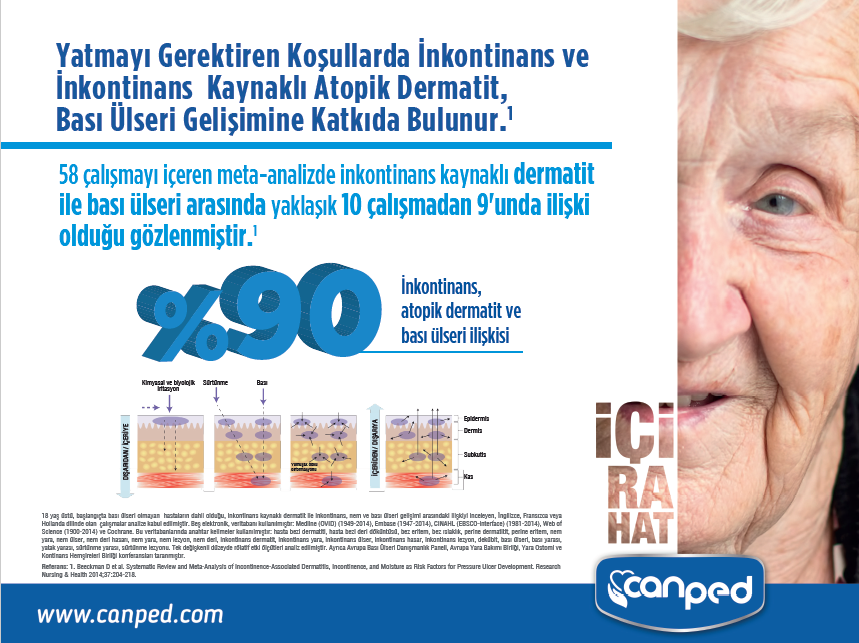 Yatmayı Gerektiren Koşullarda İnkontinans ve
İnkontinans Kaynaklı Atopik Dermatit,
Bası Ülseri Gelişimine Katkıda Bulunur.¹
58 çalışmayı içeren meta-analizde inkontinans kaynaklı dermatit
ile bası ülseri arasında yaklaşık 10 çalışmadan 9'unda ilişki
olduğu gözlenmiştir.¹
%90
İnkontinans,
atopik dermatit ve
bası ülseri ilişkisi
Kimyasal ve biyolojik
iritasyon
Sürtünme
Bası
DIŞARIDAN / İÇERİYE
Yumuşak doku
deformasyonu
İÇERİDEN / DIŞARIYA
Epidermis
Dermis
Subkutis
Kas
İÇİ
RA
HAT
18 yaş üstü, başlangıçta bası ülseri olmayan hastaların dahil olduğu, inkontinans kaynaklı dermatit ile inkontinans, nem ve bası ülseri gelişimi arasındaki ilişkiyi inceleyen, İngilizce, Fransızca veya
Hollanda dilinde olan çalışmalar analize kabul edilmiştir. Beş elektronik, veritabanı kullanılmıştır: Medline (OVID) (1949-2014), Embase (1947-2014), CINAHL (EBSCO-interface) (1981-2014), Web of
Science (1900-2014) ve Cochrane. Bu veritabanlarında anahtar kelimeler kullanılmıştır: hasta bezi dermatiti, hasta bezi döküntüsü, bez eritem, bez ıslaklık, perine dermatiti, perine eritem, nem
yara, nem ülser, nem deri hasarı, nem yara, nem lezyon, nem deri, inkontinans dermatit, inkontinans yara, inkontinans ülser, inkontinans hasar, inkontinans lezyon, dekübit, bası ülseri, bası yarası,
yatak yarası, sürtünme yarası, sürtünme lezyonu. Tek değişkenli düzeyde rölatif etki ölçütleri analiz edilmiştir. Ayrıca Avrupa Bası Ülseri Danışmanlık Paneli, Avrupa Yara Bakımı Birliği, Yara Ostomi ve
Kontinans Hemşireleri Birliği konferansları taranmıştır.
Referans: 1. Beeckman D et al. Systematic Review and Meta-Analysis of Incontinence-Associated Dermatitis, Incontinence, and Moisture as Risk Factors for Pressure Ulcer Development. Research
Nursing & Health 2014;37:204-218.
canped
www.canped.com